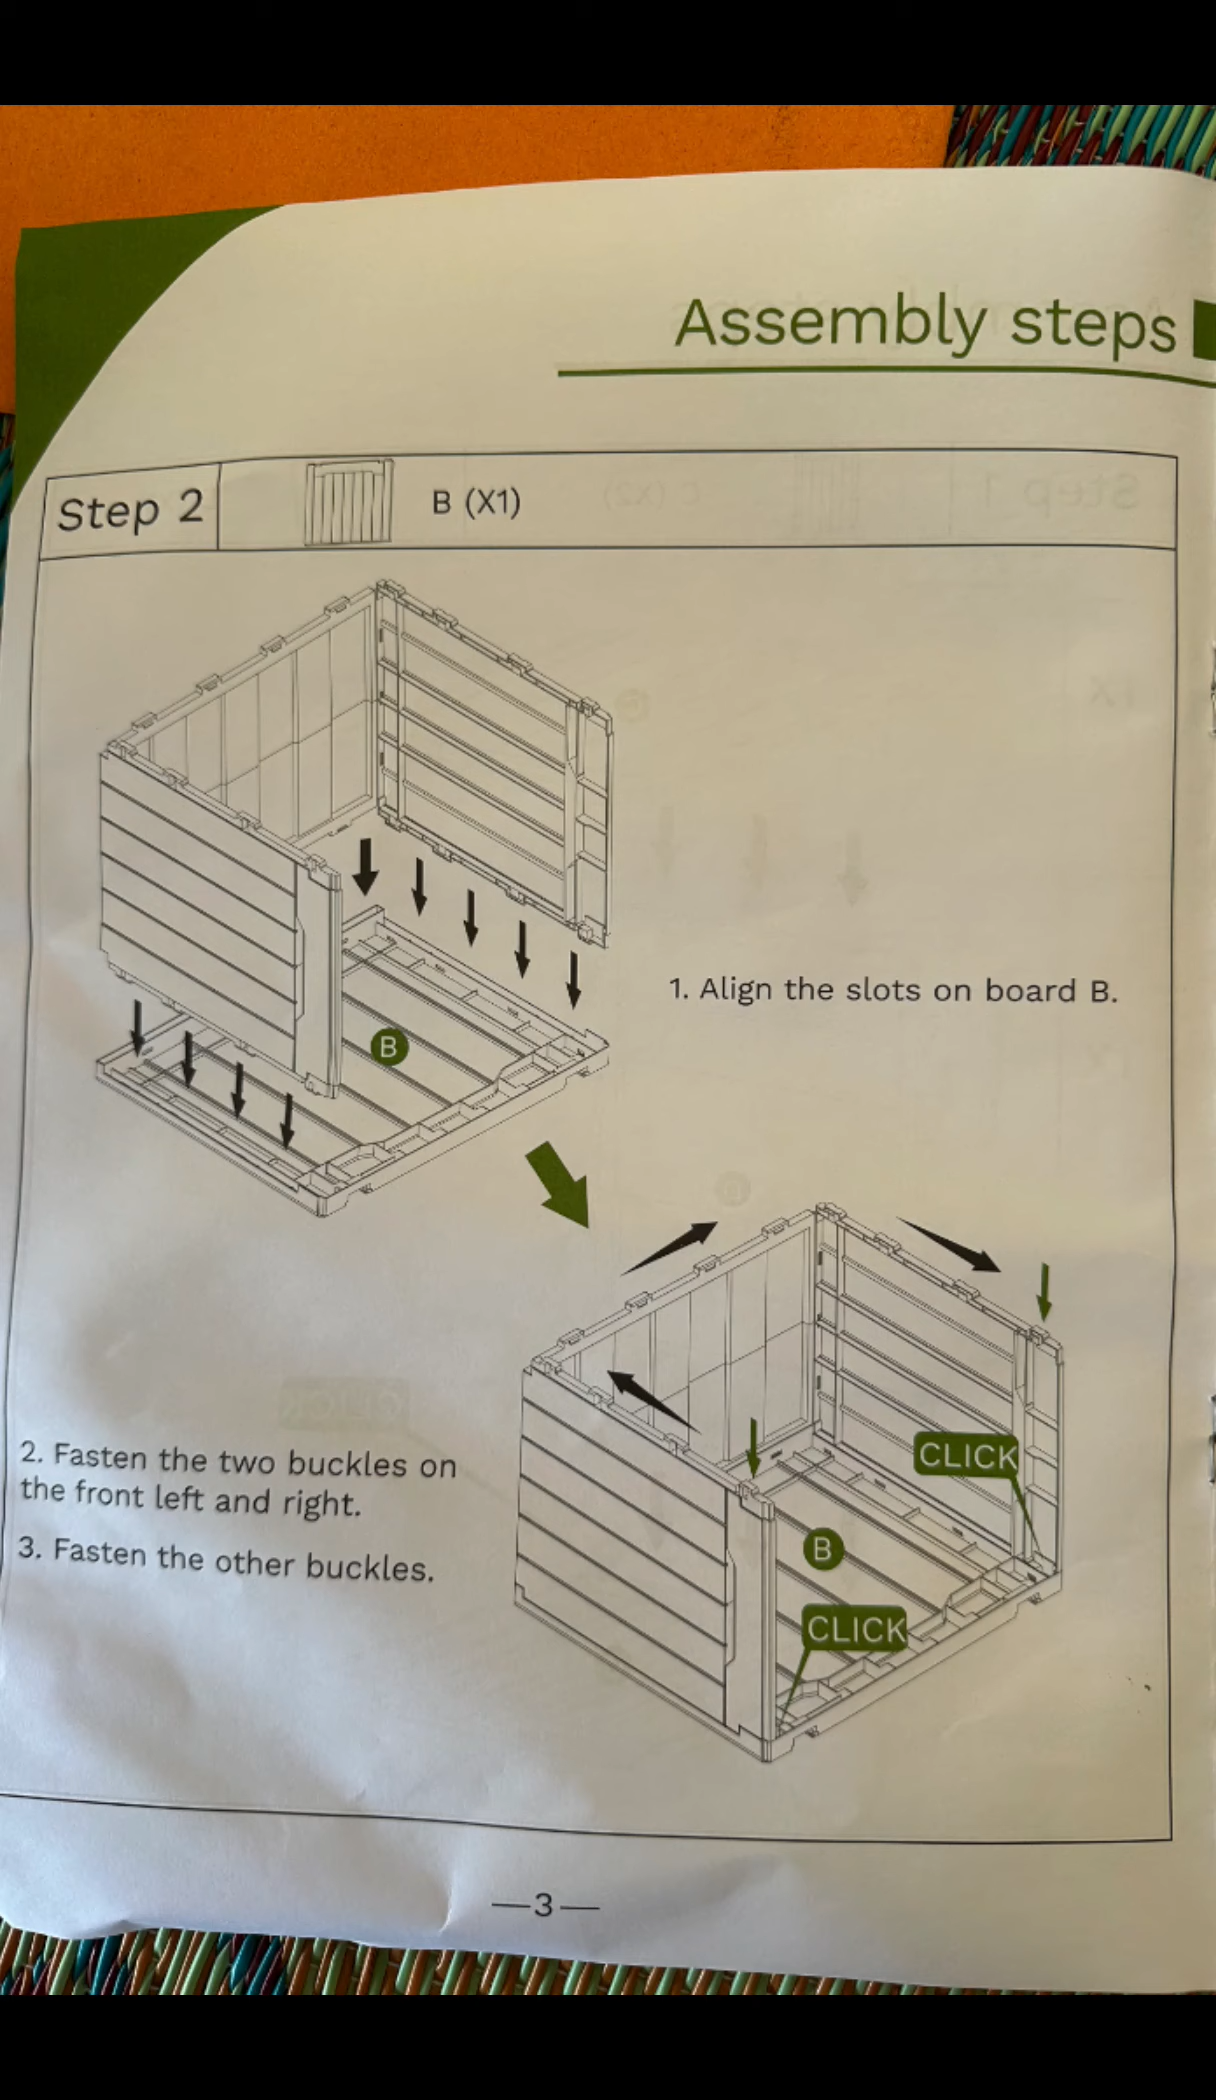 Assembly steps
Step 2
B (X1)
B
1. Align the slots on board B.
CLICK
2. Fasten the two buckles on
the front left and right.
B
3. Fasten the other buckles.
CLICK
—3—